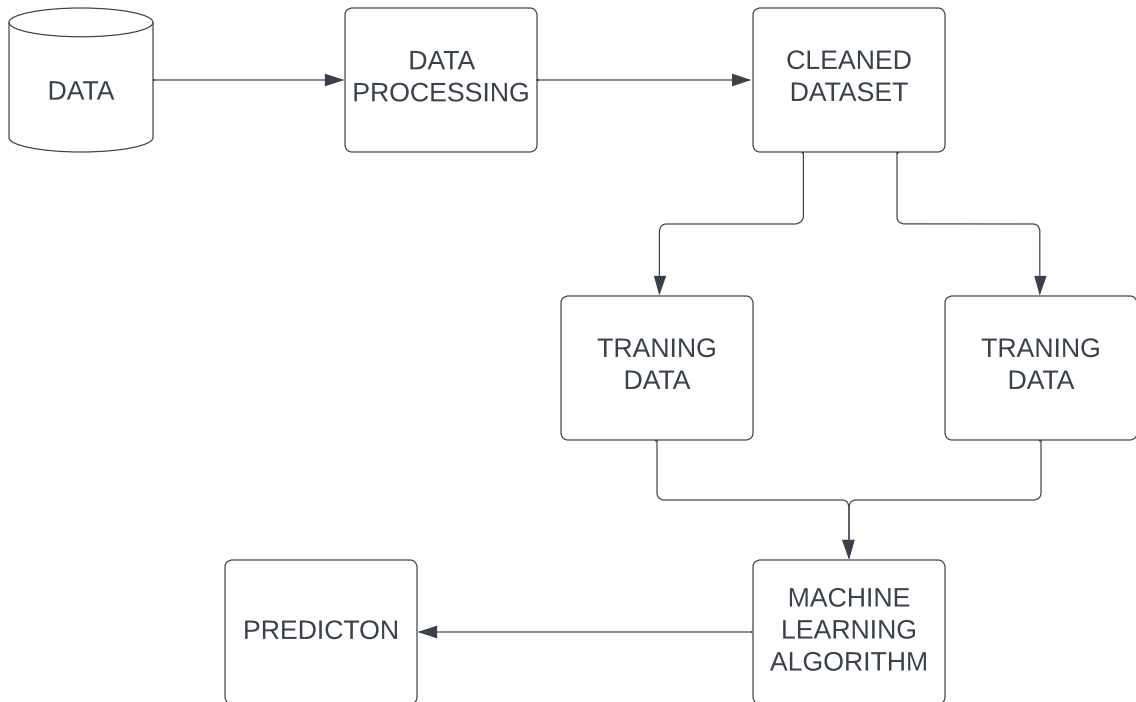 DATA
DATA
PROCESSING
CLEANED
DATASET
TRANING
DATA
TRANING
DATA
PREDICTON
MACHINE
LEARNING
ALGORITHM